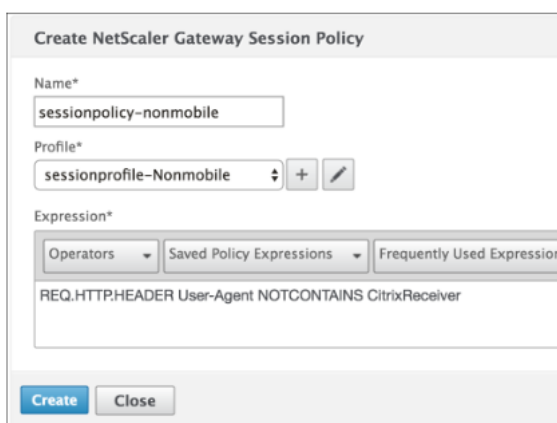 Create NetScaler Gateway Session Policy
Name*
sessionpolicy-nonmobile
Profile*
sessionprofile-Nonmobile
Expression*
Operators Saved Policy Expressions Frequently Used Expression
REQ.HTTP.HEADER User-Agent NOTCONTAINS CitrixReceiver
Create Close